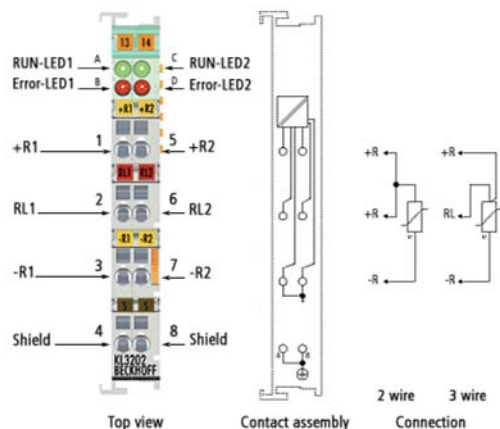 13 14
RUN-LED1 A C RUN-LED2
Error-LED1 B D Error-LED2
+R1 +R2
+R1 1 5 +R2
RL1 RL2
RL1 2 6 RL2
-R1 -R2
-R1 3 7 -R2
S S
Shield 4 8 Shield
KL3202
BECKHOFF
Top view
4 8
Contact assembly
+R
+R
-R
2 wire
+R
RL
-R
3 wire
Connection